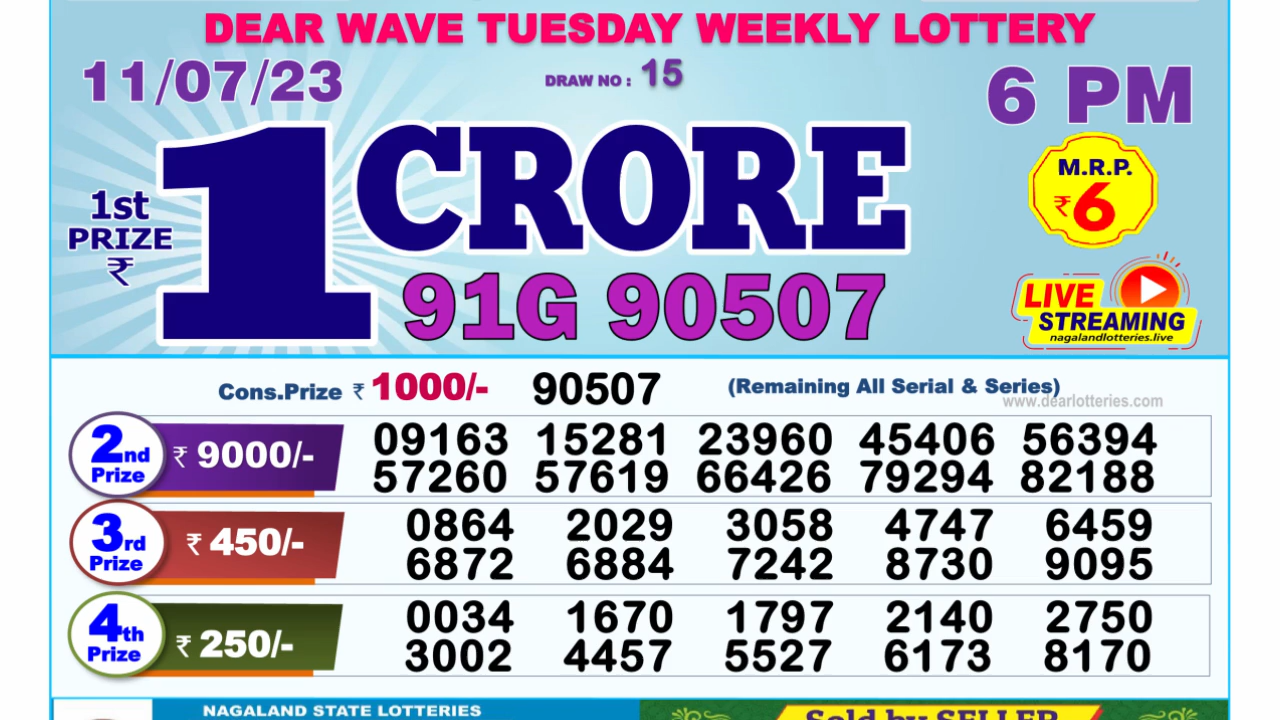 DEAR WAVE TUESDAY WEEKLY LOTTERY
11/07/23
DRAW NO : 15
6 PM
1st PRIZE ₹
1 CRORE
M.R.P.
₹6
91G 90507
LIVE
STREAMING
nagalandlotteries.live
Cons.Prize ₹ 1000/- 90507 (Remaining All Serial & Series)
www.dearlotteries.com
2nd Prize ₹ 9000/-
09163 15281 23960 45406 56394
57260 57619 66426 79294 82188
3rd Prize ₹ 450/-
0864 2029 3058 4747 6459
6872 6884 7242 8730 9095
4th Prize ₹ 250/-
0034 1670 1797 2140 2750
3002 4457 5527 6173 8170
NAGALAND STATE LOTTERIES
Sold by SELLER